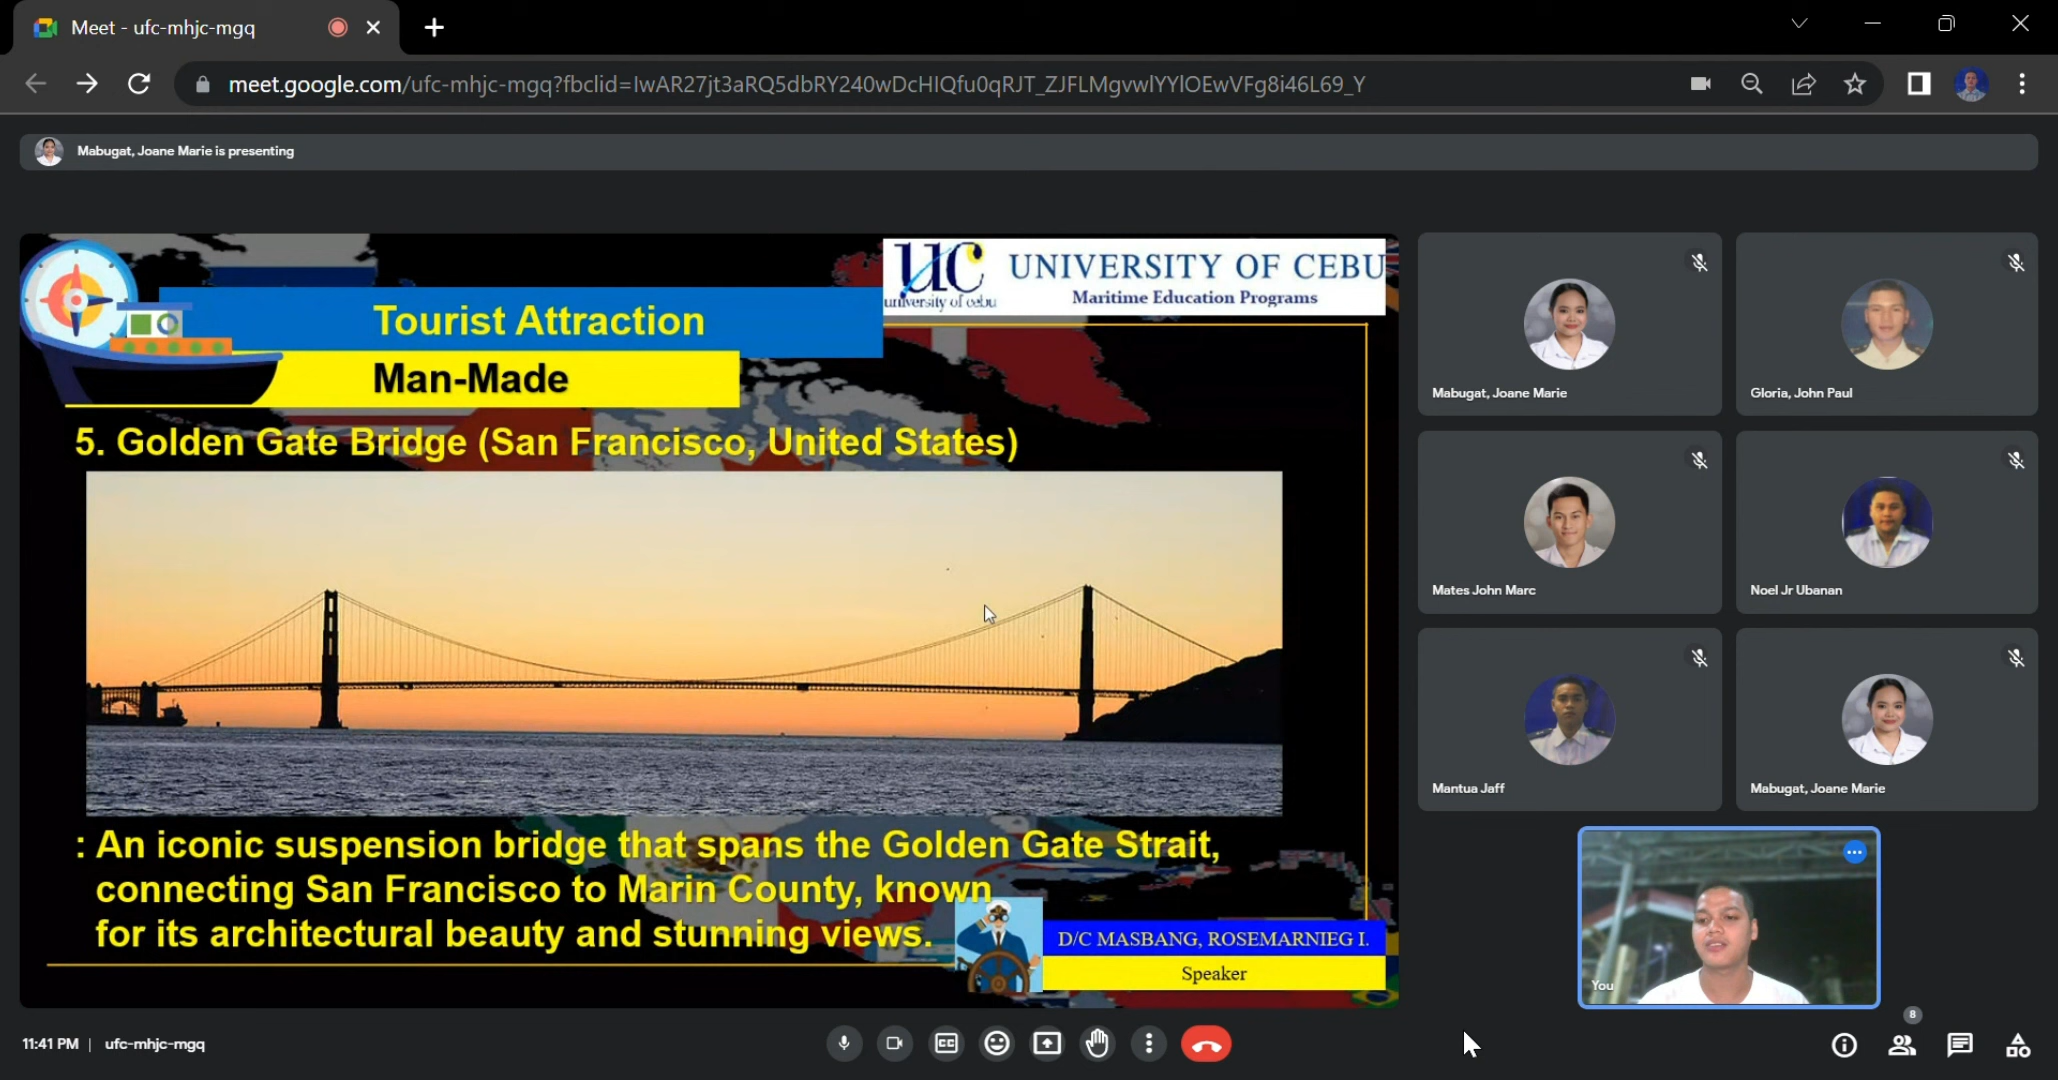 Meet - ufc-mhjc-mgq
meet.google.com/ufc-mhjc-mgq?fbclid=IwAR27jt3aRQ5dbRY240wDcHIQfu0qRJT_ZJFLMgvwlYYlOEwVFg8i46L69_Y
Mabugat, Joane Marie is presenting
UC
university of cebu
UNIVERSITY OF CEBU
Maritime Education Programs
Tourist Attraction
Man-Made
5. Golden Gate Bridge (San Francisco, United States)
: An iconic suspension bridge that spans the Golden Gate Strait,
connecting San Francisco to Marin County, known
for its architectural beauty and stunning views.
D/C MASBANG, ROSEMARNIEG I.
Speaker
Mabugat, Joane Marie
Gloria, John Paul
Mates John Marc
Noel Jr Ubanan
Mantua Jaff
Mabugat, Joane Marie
You
11:41 PM | ufc-mhjc-mgq
CC
8